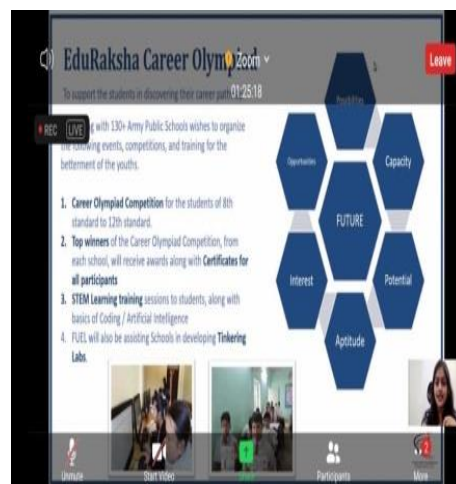 EduRaksha Career Olympiad
Zoom
Leave
To support the students in discovering their career path
01:25:18
REC LIVE
with 130+ Army Public Schools wishes to organize
the following events, competitions, and training for the
betterment of the youths.
1. Career Olympiad Competition for the students of 8th
standard to 12th standard.
2. Top winners of the Career Olympiad Competition, from
each school, will receive awards along with Certificates for
all participants
3. STEM Learning training sessions to students, along with
basics of Coding / Artificial Intelligence
4. FUEL will also be assisting Schools in developing Tinkering
Labs.
Possibilities
Opportunities
Capacity
FUTURE
Interest
Potential
Aptitude
Unmute
Start Video
Participants
2
More